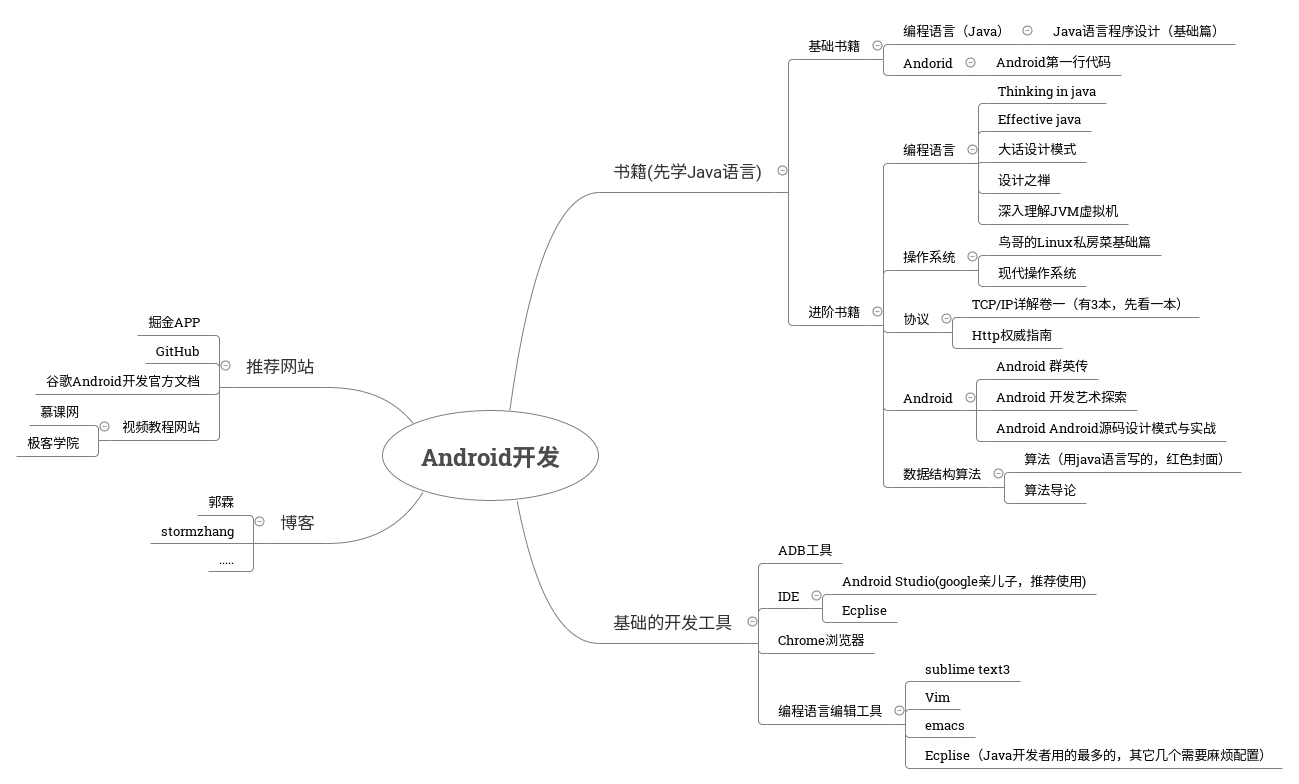 Android开发
书籍(先学Java语言)
基础书籍
编程语言（Java）
Java语言程序设计（基础篇）
Andorid
Android第一行代码
进阶书籍
编程语言
Thinking in java
Effective java
大话设计模式
设计之禅
深入理解JVM虚拟机
操作系统
鸟哥的Linux私房菜基础篇
现代操作系统
协议
TCP/IP详解卷一（有3本，先看一本）
Http权威指南
Android
Android 群英传
Android 开发艺术探索
Android Android源码设计模式与实战
数据结构算法
算法（用java语言写的，红色封面）
算法导论
基础的开发工具
ADB工具
IDE
Android Studio(google亲儿子，推荐使用)
Ecplise
Chrome浏览器
编程语言编辑工具
sublime text3
Vim
emacs
Ecplise（Java开发者用的最多的，其它几个需要麻烦配置）
推荐网站
掘金APP
GitHub
谷歌Android开发官方文档
视频教程网站
慕课网
极客学院
博客
郭霖
stormzhang
.....